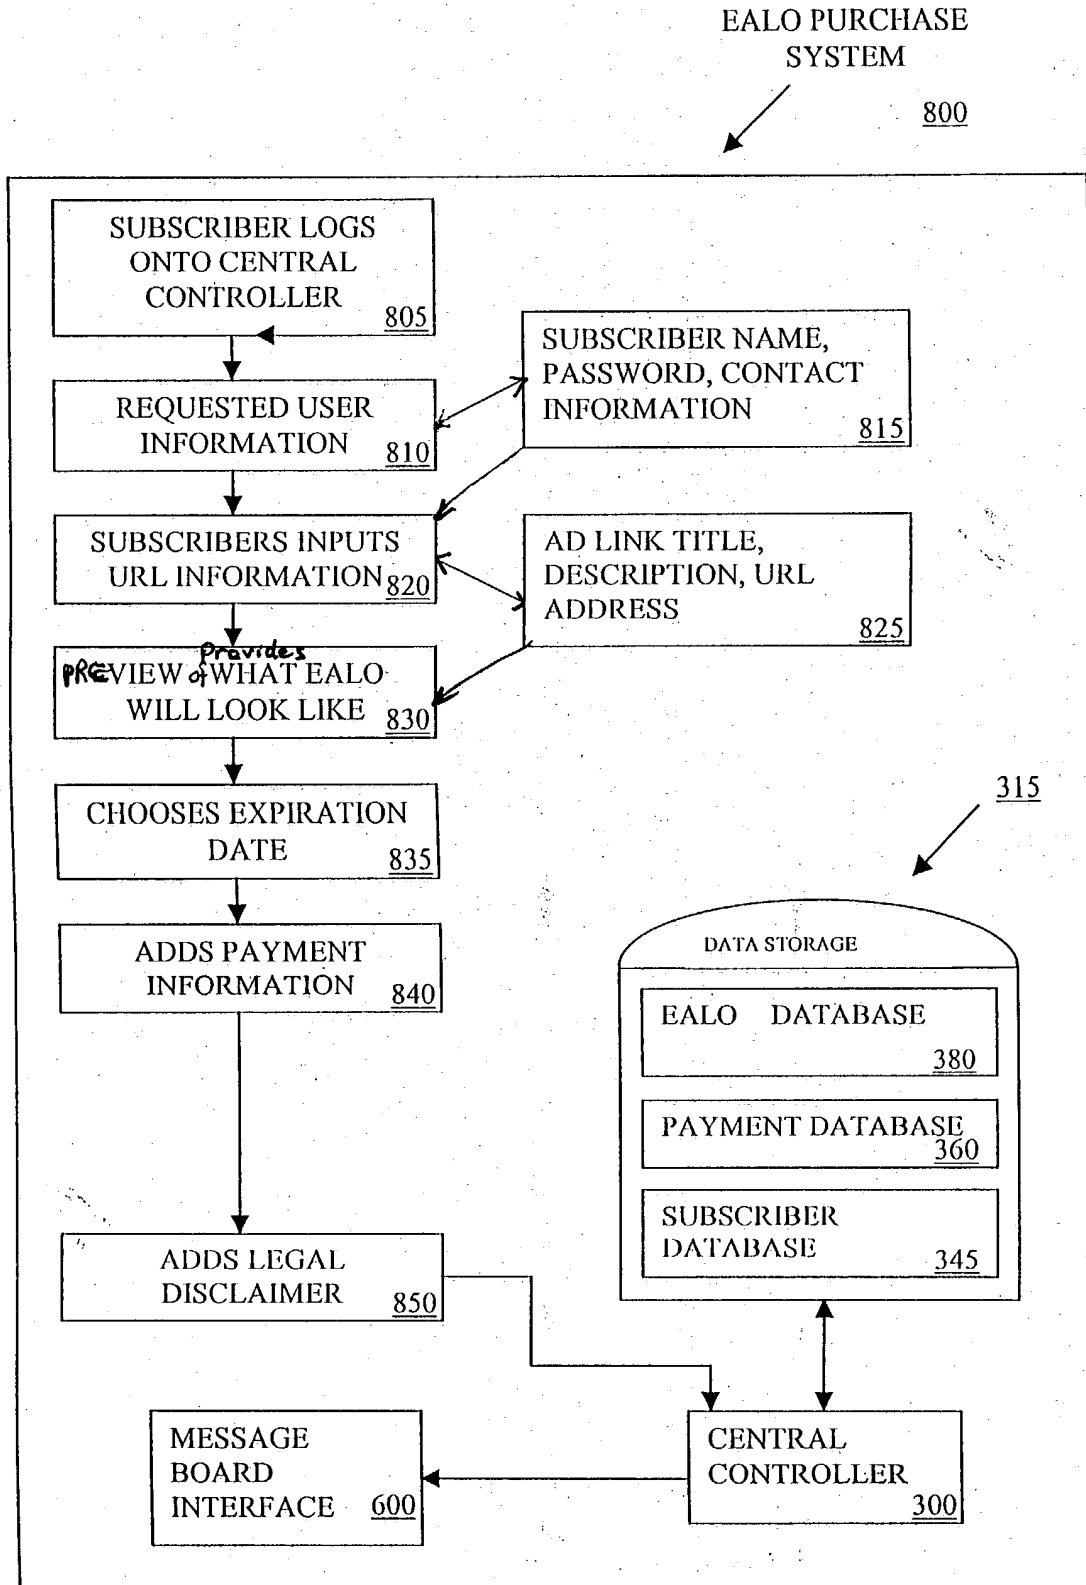 EALO PURCHASE
SYSTEM
800
SUBSCRIBER LOGS
ONTO CENTRAL
CONTROLLER
805
SUBSCRIBER NAME,
PASSWORD, CONTACT
INFORMATION
815
REQUESTED USER
INFORMATION
810
SUBSCRIBERS INPUTS
URL INFORMATION
820
AD LINK TITLE,
DESCRIPTION, URL
ADDRESS
825
Provides
PREVIEW of WHAT EALO
WILL LOOK LIKE
830
CHOOSES EXPIRATION
DATE
835
315
ADDS PAYMENT
INFORMATION
840
DATA STORAGE
EALO DATABASE
380
PAYMENT DATABASE
360
SUBSCRIBER
DATABASE
345
ADDS LEGAL
DISCLAIMER
850
MESSAGE
BOARD
INTERFACE
600
CENTRAL
CONTROLLER
300